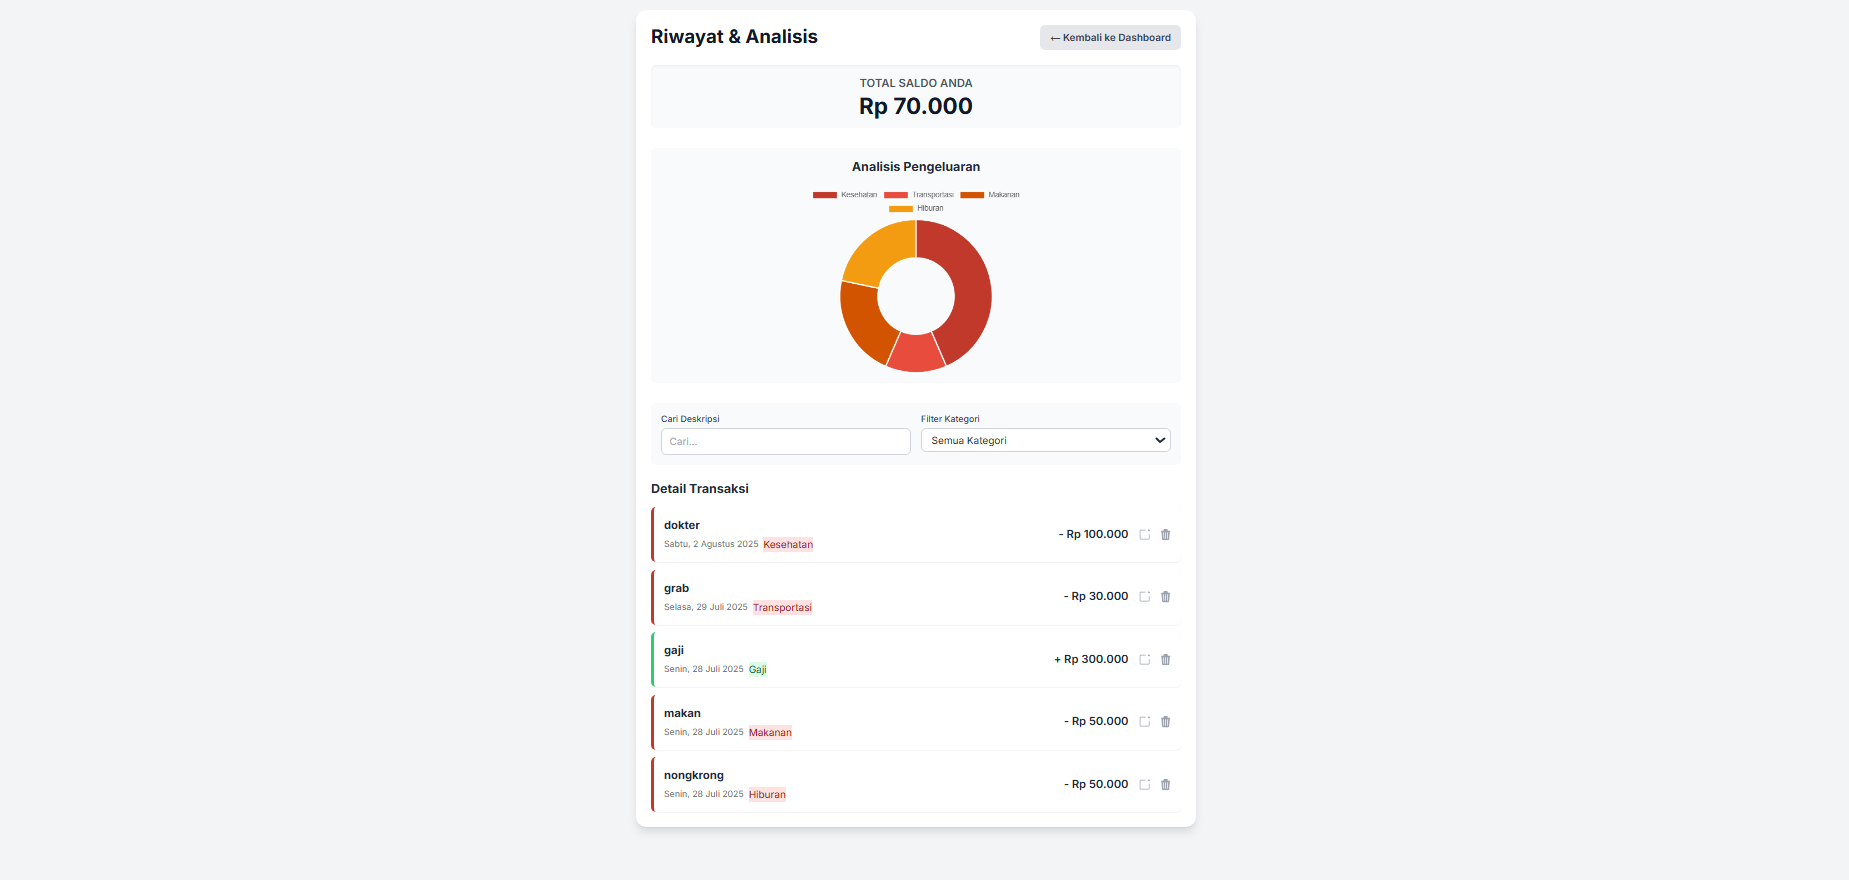 Riwayat & Analisis
← Kembali ke Dashboard
TOTAL SALDO ANDA
Rp 70.000
Analisis Pengeluaran
Kesehatan Transportasi Makanan
Hiburan
Cari Deskripsi
Cari...
Filter Kategori
Semua Kategori
Detail Transaksi
dokter
Sabtu, 2 Agustus 2025 Kesehatan
- Rp 100.000
grab
Selasa, 29 Juli 2025 Transportasi
- Rp 30.000
gaji
Senin, 28 Juli 2025 Gaji
+ Rp 300.000
makan
Senin, 28 Juli 2025 Makanan
- Rp 50.000
nongkrong
Senin, 28 Juli 2025 Hiburan
- Rp 50.000